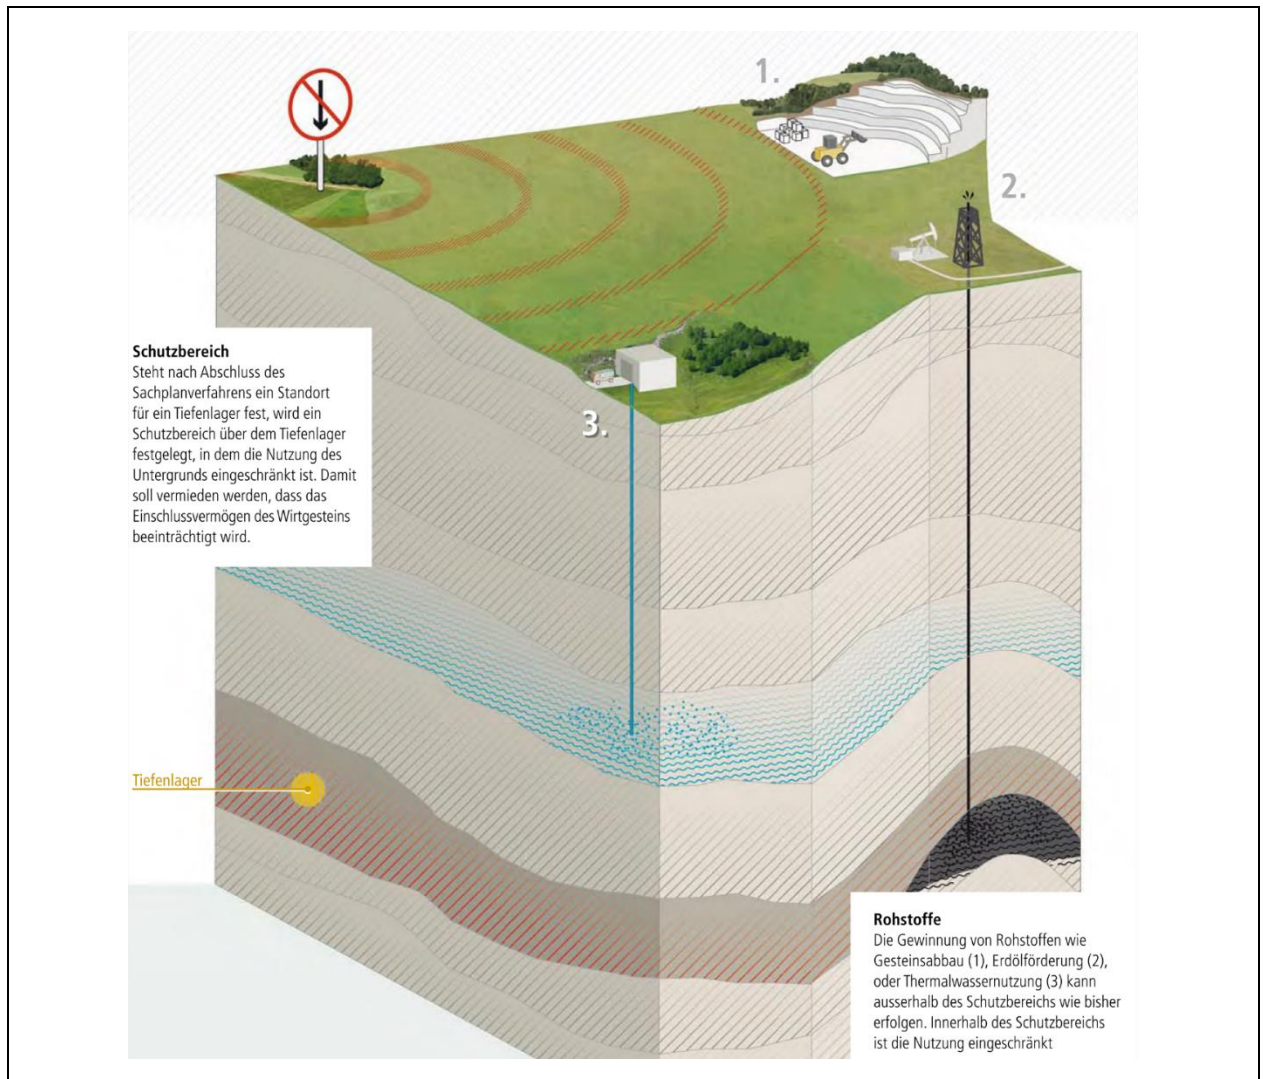 1.
2.
Schutzbereich
Steht nach Abschluss des
Sachplanverfahrens ein Standort
für ein Tiefenlager fest, wird ein
Schutzbereich über dem Tiefenlager
festgelegt, in dem die Nutzung des
Untergrunds eingeschränkt ist. Damit
soll vermieden werden, dass das
Einschlussvermögen des Wirtgesteins
beeinträchtigt wird.
3.
Tiefenlager
Rohstoffe
Die Gewinnung von Rohstoffen wie
Gesteinsabbau (1), Erdölförderung (2),
oder Thermalwassernutzung (3) kann
ausserhalb des Schutzbereichs wie bisher
erfolgen. Innerhalb des Schutzbereichs
ist die Nutzung eingeschränkt